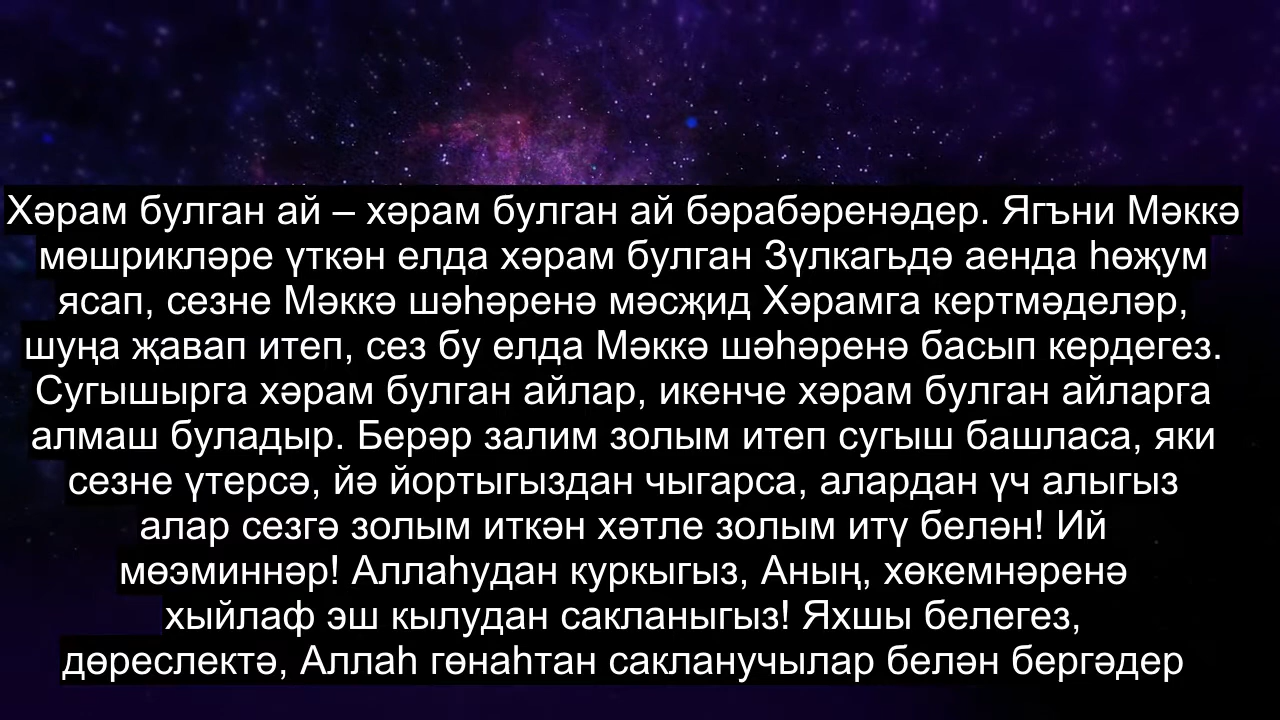 Хәрам булган ай – хәрам булган ай бәрабәренәдер. Ягъни Мәккә
мөшрикләре үткән елда хәрам булган Зүлкагьдә аенда һөҗум
ясап, сезне Мәккә шәһәренә мәсҗид Хәрамга кертмәделәр,
шуңа җавап итеп, сез бу елда Мәккә шәһәренә басып кердегез.
Сугышырга хәрам булган айлар, икенче хәрам булган айларга
алмаш буладыр. Берәр залим золым итеп сугыш башласа, яки
сезне үтерсә, йә йортыгыздан чыгарса, алардан үч алыгыз
алар сезгә золым иткән хәтле золым итү белән! Ий
мөэминнәр! Аллаһудан куркыгыз, Аның, хөкемнәренә
хыйлаф эш кылудан сакланыгыз! Яхшы белегез,
дөреслектә, Аллаһ гөнаһтан сакланучылар белән бергәдер